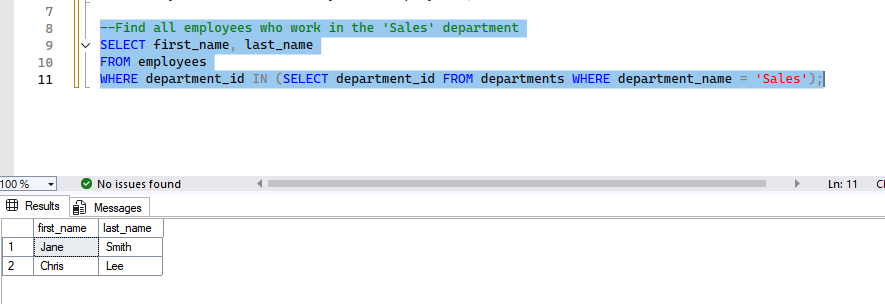 7
8 --Find all employees who work in the 'Sales' department
9 SELECT first_name, last_name
10 FROM employees
11 WHERE department_id IN (SELECT department_id FROM departments WHERE department_name = 'Sales');
100 % No issues found Ln: 11
Results Messages
first_name last_name
1 Jane Smith
2 Chris Lee